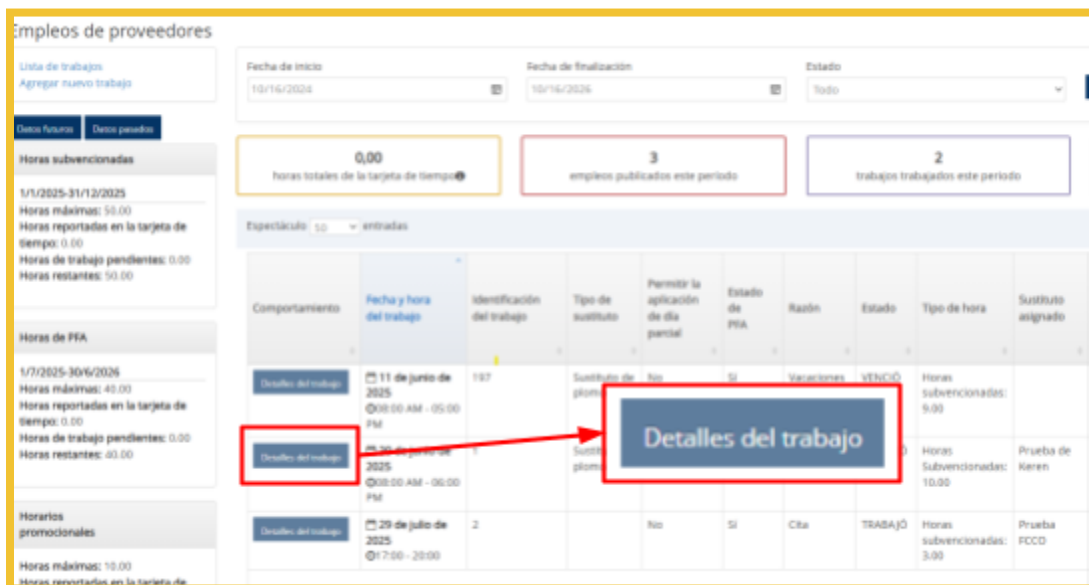 Empleos de proveedores
Lista de trabajos
Agregar nuevo trabajo
Datos futuros
Datos pasados
Horas subvencionadas
1/1/2025-31/12/2025
Horas máximas: 50.00
Horas reportadas en la tarjeta de
tiempo: 0.00
Horas de trabajo pendientes: 0.00
Horas restantes: 50.00
Horas de PFA
1/7/2025-30/6/2026
Horas máximas: 40.00
Horas reportadas en la tarjeta de
tiempo: 0.00
Horas de trabajo pendientes: 0.00
Horas restantes: 40.00
Horarios
promocionales
Horas máximas: 10.00
Horas reportadas en la tarjeta de
Fecha de inicio
10/16/2024
Fecha de finalización
10/16/2026
Estado
Todo
0,00
horas totales de la tarjeta de tiempo
3
empleos publicados este período
2
trabajos trabajados este período
Espectáculo 50 entradas
Comportamiento
Fecha y hora
del trabajo
Identificación
del trabajo
Tipo de
sustituto
Permitir la
aplicación
de día
parcial
Estado
de
PFA
Razón
Estado
Tipo de hora
Sustituto
asignado
Detalles del trabajo
11 de junio de
2025
08:00 AM - 05:00
PM
197
Sustituto de
No
Sí
Vacaciones
VENCIÓ
Horas
subvencionadas:
9.00
Detalles del trabajo
2025
08:00 AM - 06:00
PM
Horas
Subvencionadas:
10.00
Prueba de
Keren
Detalles del trabajo
29 de julio de
2025
17:00 - 20:00
2
No
Sí
Cita
TRABAJÓ
Horas
subvencionadas:
3.00
Prueba
FCCO
Detalles del trabajo